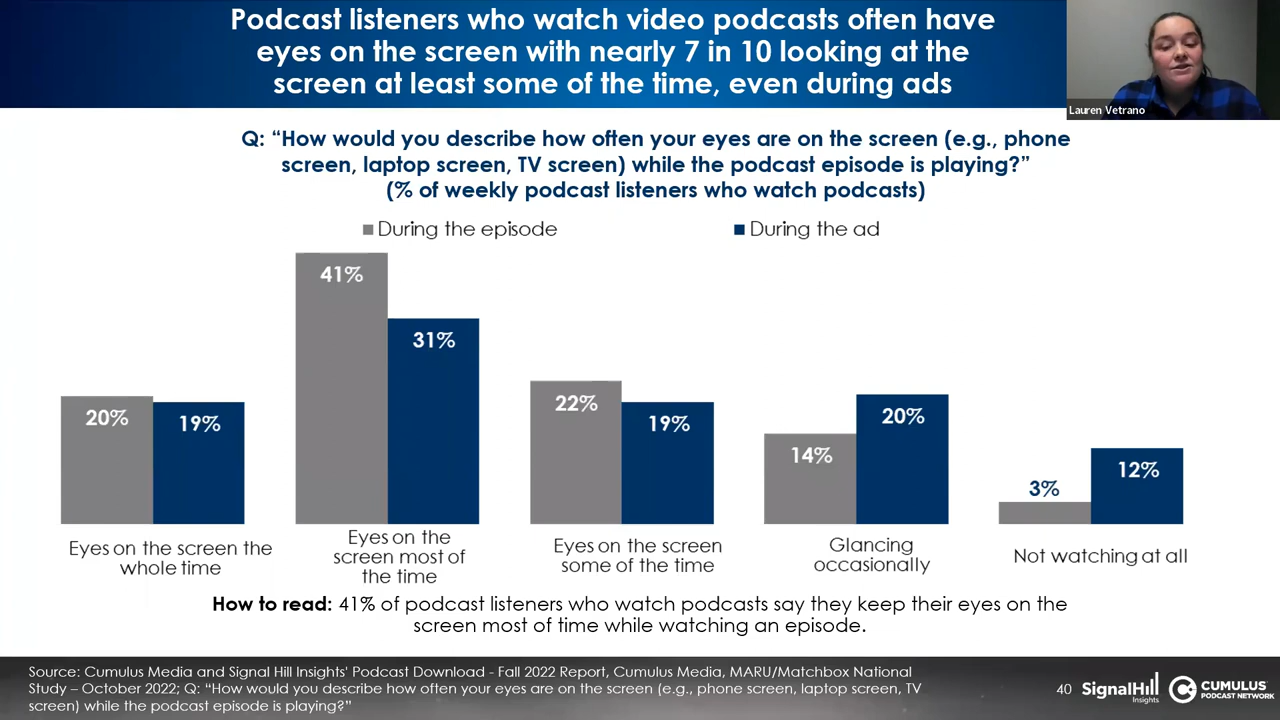 Podcast listeners who watch video podcasts often have
eyes on the screen with nearly 7 in 10 looking at the
screen at least some of the time, even during ads
Lauren Vetrano
Q: “How would you describe how often your eyes are on the screen (e.g., phone
screen, laptop screen, TV screen) while the podcast episode is playing?”
(% of weekly podcast listeners who watch podcasts)
During the episode
During the ad
20%
19%
41%
31%
22%
19%
14%
20%
3%
12%
Eyes on the screen the
whole time
Eyes on the
screen most of
the time
Eyes on the screen
some of the time
Glancing
occasionally
Not watching at all
How to read: 41% of podcast listeners who watch podcasts say they keep their eyes on the
screen most of time while watching an episode.
Source: Cumulus Media and Signal Hill Insights' Podcast Download - Fall 2022 Report, Cumulus Media, MARU/Matchbox National
Study – October 2022; Q: “How would you describe how often your eyes are on the screen (e.g., phone screen, laptop screen, TV
screen) while the podcast episode is playing?”
40
SignalHill
Insights
CUMULUS
PODCAST NETWORK